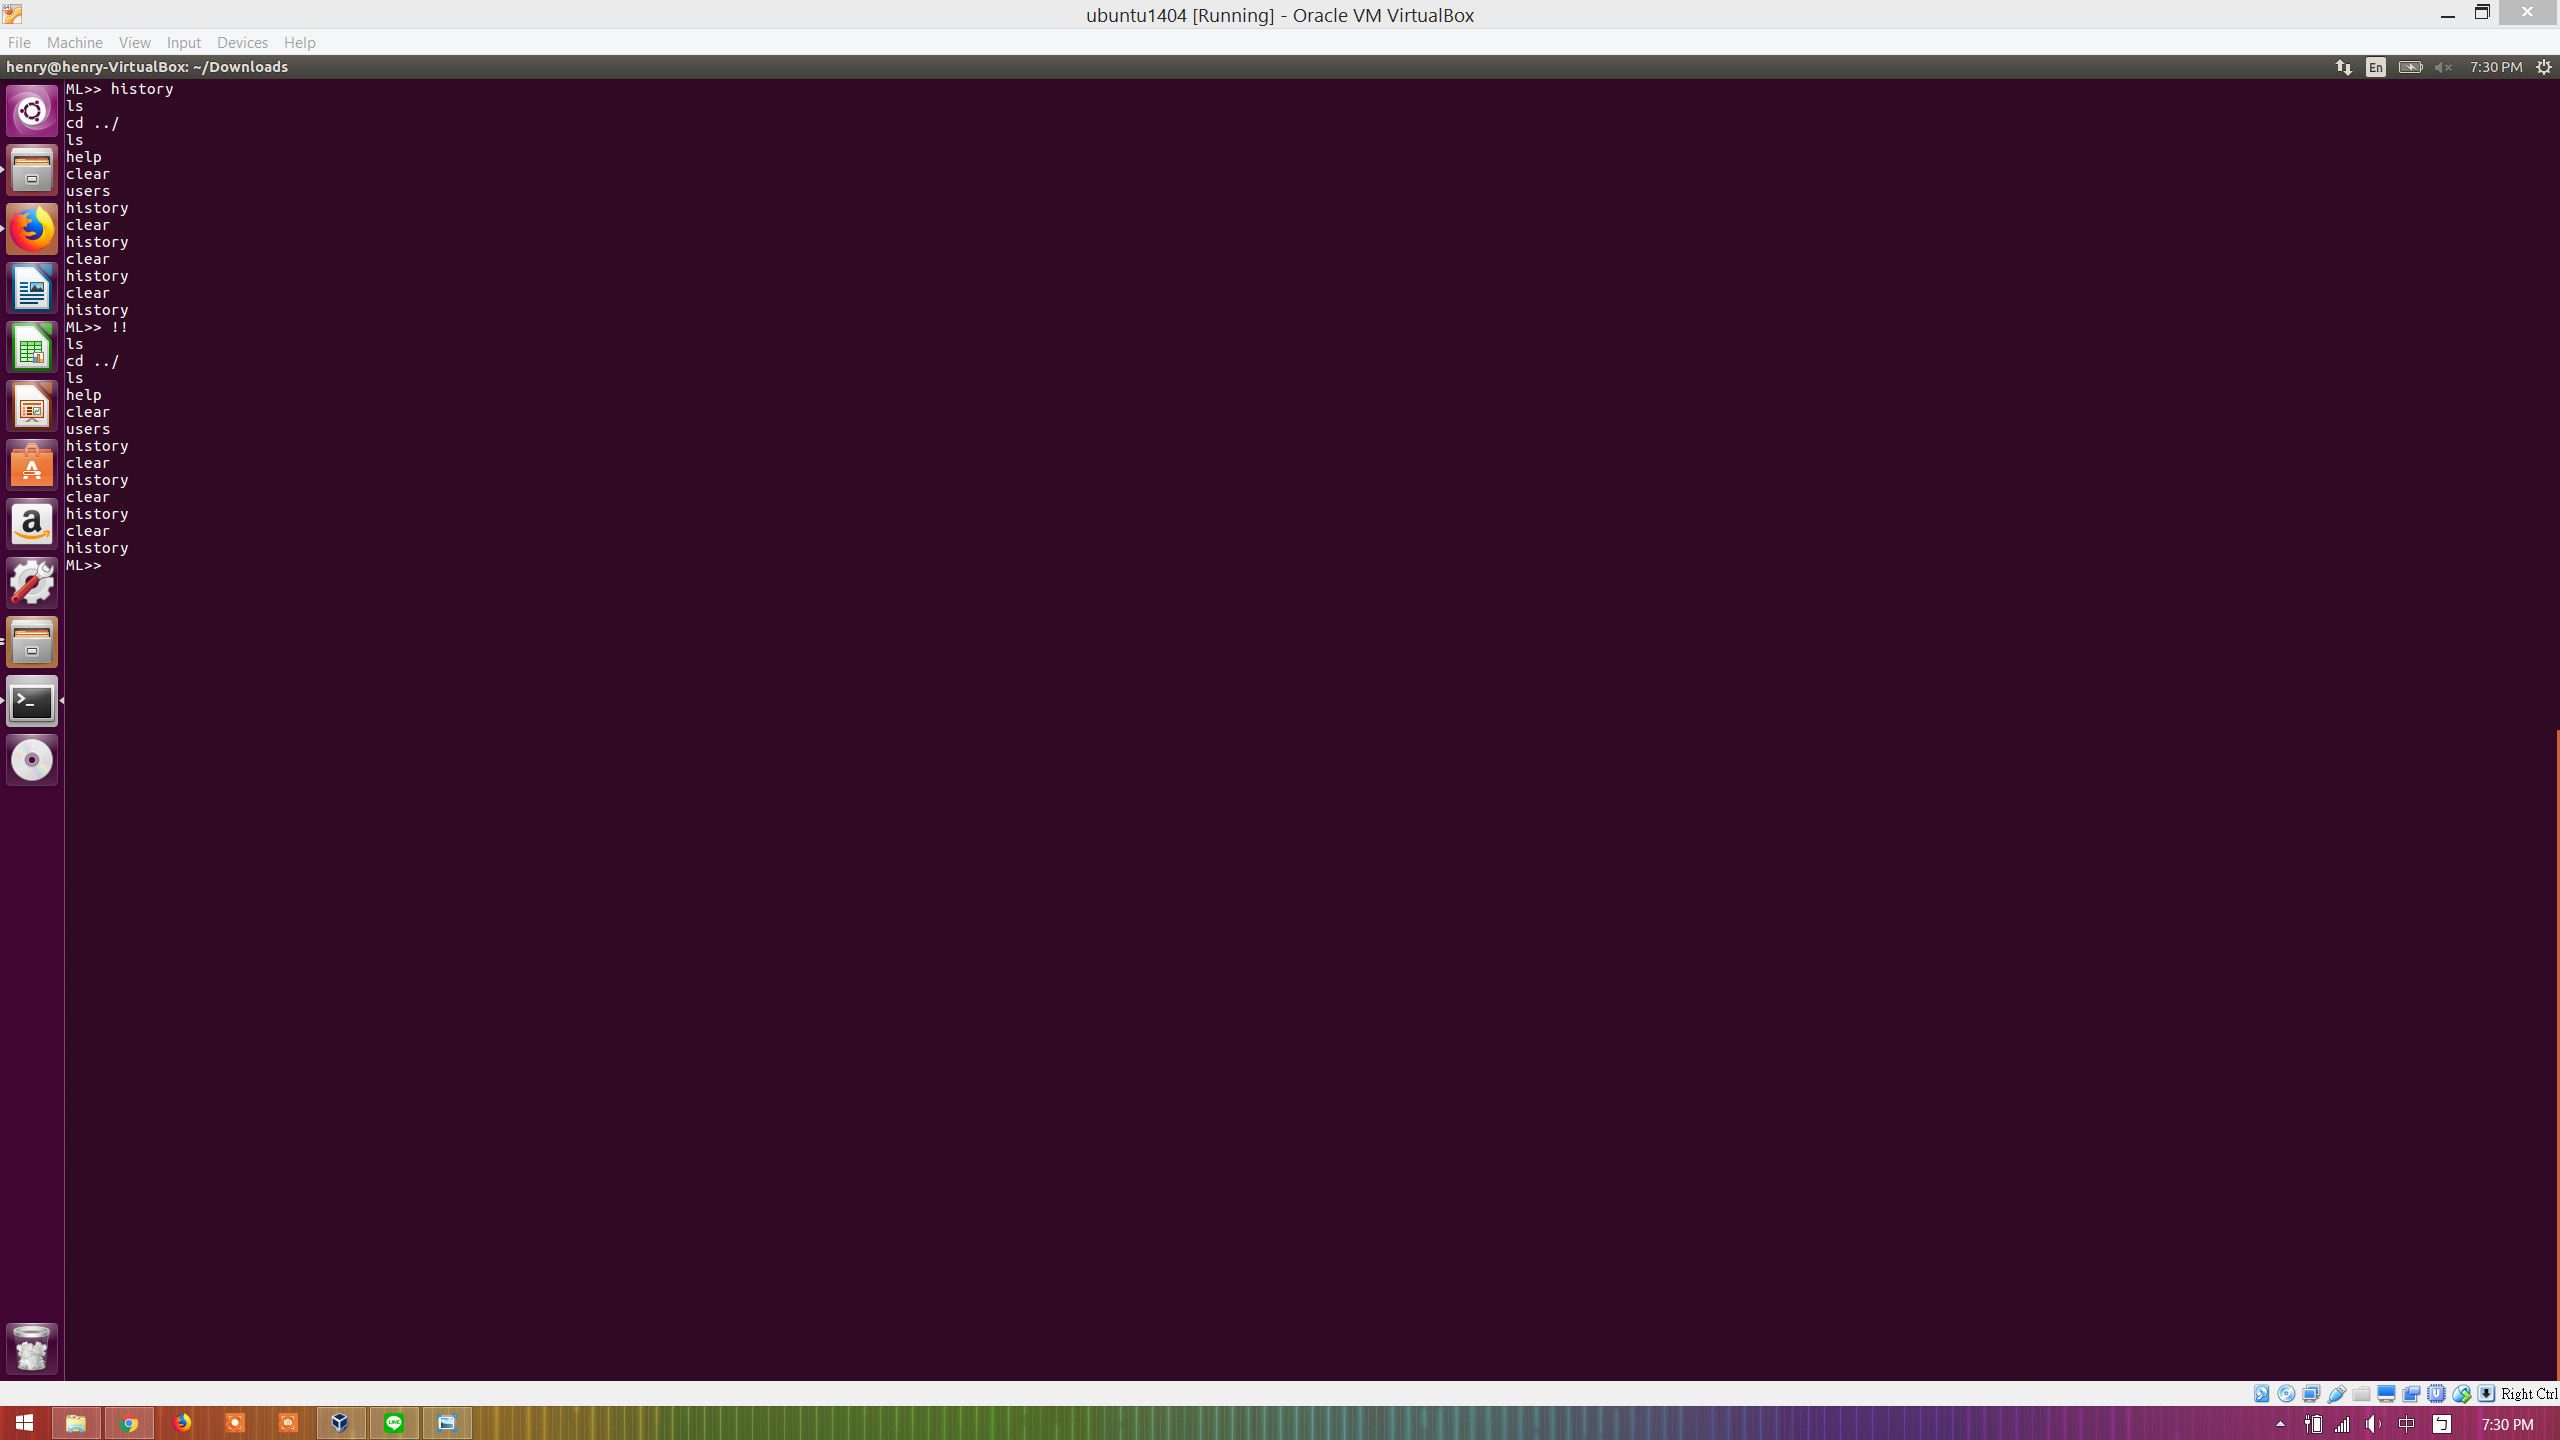 ubuntu1404 [Running] - Oracle VM VirtualBox
File Machine View Input Devices Help
henry@henry-VirtualBox: ~/Downloads En 7:30 PM
ML>> history
ls
cd ../
ls
help
clear
users
history
clear
history
clear
history
clear
history
ML>> !!
ls
cd ../
ls
help
clear
users
history
clear
history
clear
history
clear
history
ML>>
Right Ctrl
中 ㄅ 7:30 PM